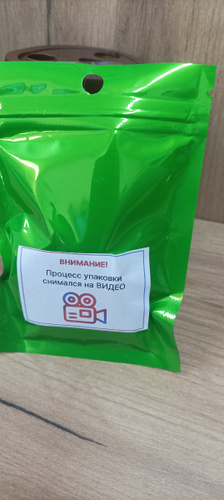 ВНИМАНИЕ!
Процесс упаковки
снимался на ВИДЕО